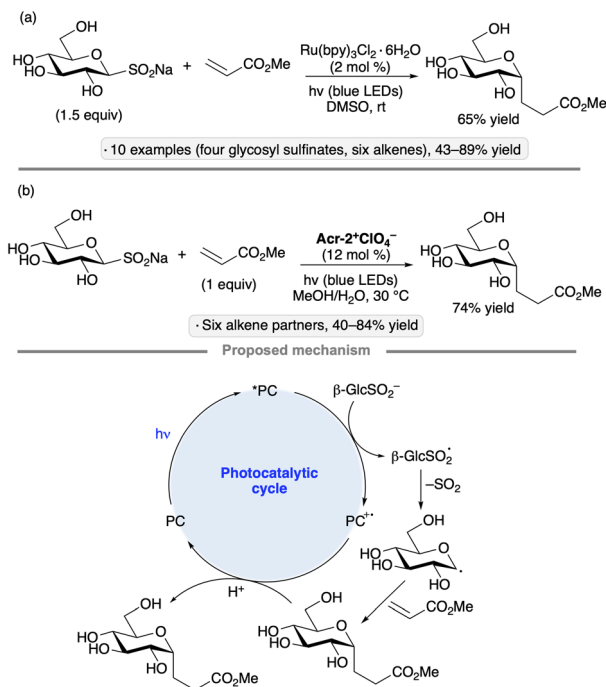 (a)
OH
HO
HO
O
HO
SO2Na
(1.5 equiv)
+
CO2Me
Ru(bpy)3Cl2 · 6H2O
(2 mol %)
hv (blue LEDs)
DMSO, rt
OH
HO
HO
O
HO
CO2Me
65% yield
· 10 examples (four glycosyl sulfinates, six alkenes), 43–89% yield
(b)
OH
HO
HO
O
HO
SO2Na
+
CO2Me
(1 equiv)
Acr-2+ClO4−
(12 mol %)
hv (blue LEDs)
MeOH/H2O, 30 °C
OH
HO
HO
O
HO
CO2Me
74% yield
· Six alkene partners, 40–84% yield
Proposed mechanism
*PC
β-GlcSO2−
hν
β-GlcSO2•
–SO2
Photocatalytic
cycle
PC
PC+•
OH
HO
HO
O
HO
•
H+
CO2Me
OH
HO
HO
O
HO
CO2Me
OH
HO
HO
O
HO
CO2Me